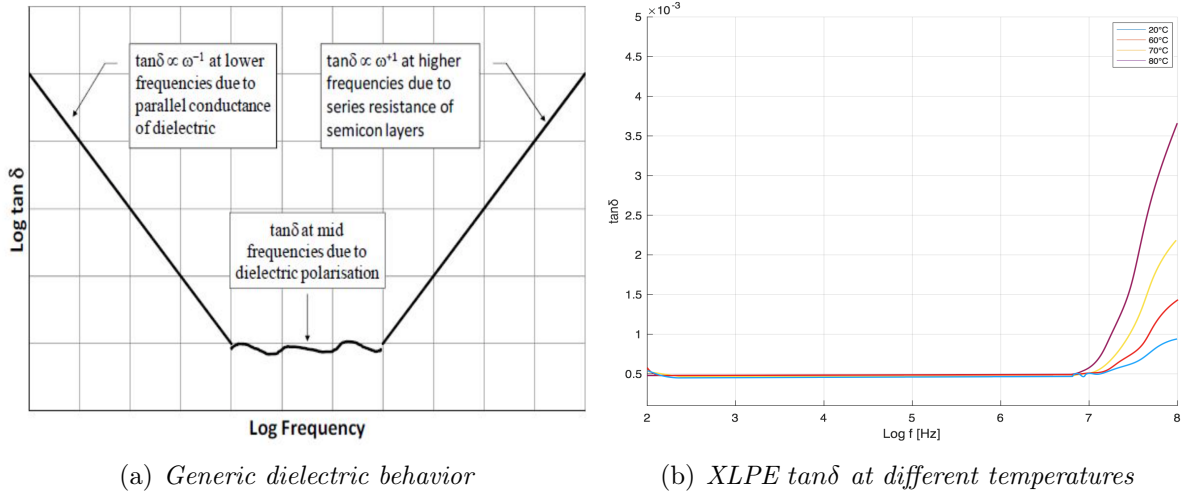 tanδ ∝ ω⁻¹ at lower
frequencies due to
parallel conductance
of dielectric
tanδ ∝ ω⁺¹ at higher
frequencies due to
series resistance of
semicon layers
tanδ at mid
frequencies due to
dielectric polarisation
Log tan δ
Log Frequency
(a) Generic dielectric behavior
×10⁻³
5
4.5
4
3.5
3
2.5
2
1.5
1
0.5
tanδ
20°C
60°C
70°C
80°C
2 3 4 5 6 7 8
Log f [Hz]
(b) XLPE tanδ at different temperatures